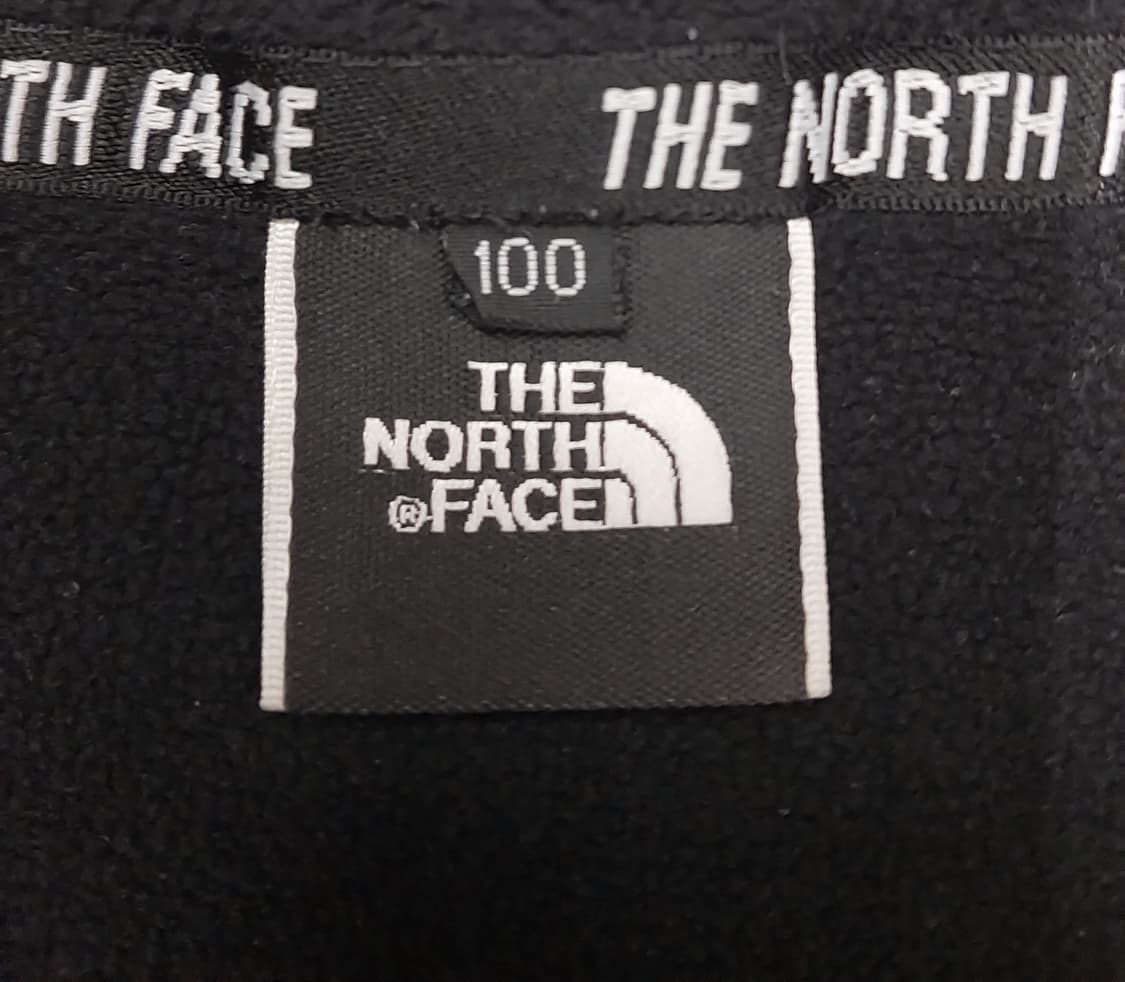 TH FACE THE NORTH F
100
THE
NORTH
®FACE